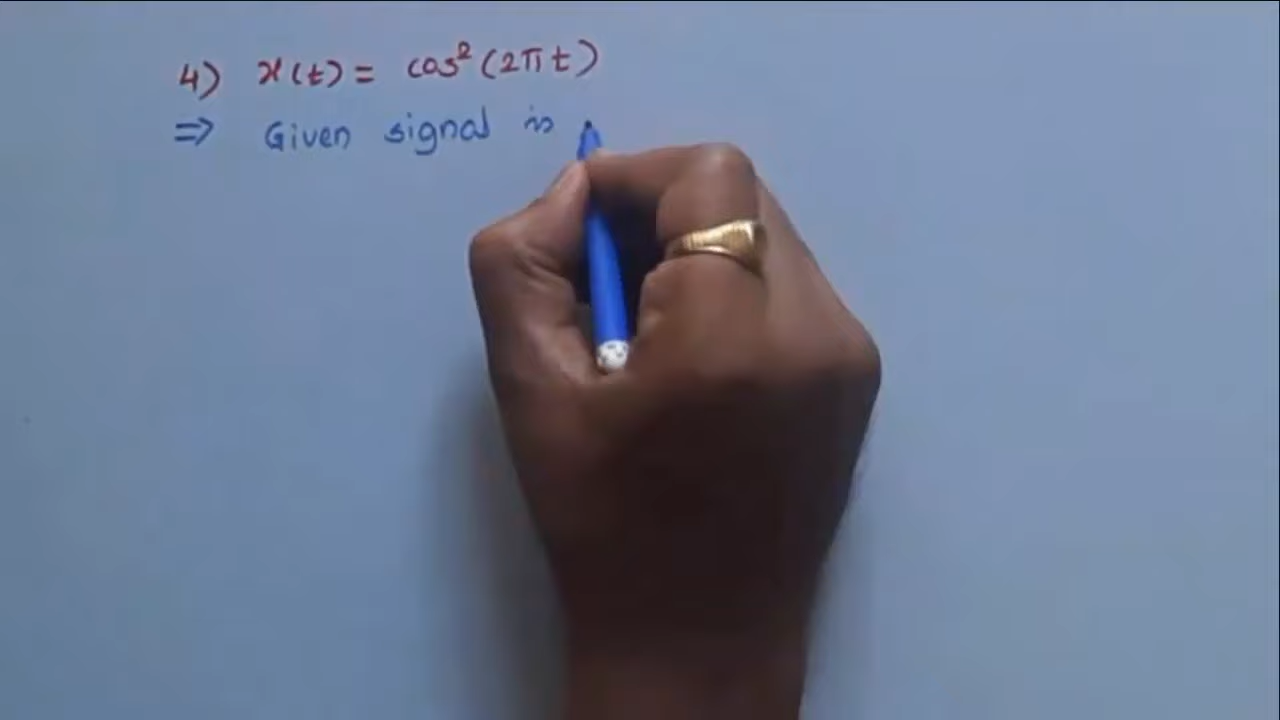 4) x(t) = cos²(2πt)
⇒ Given signal is